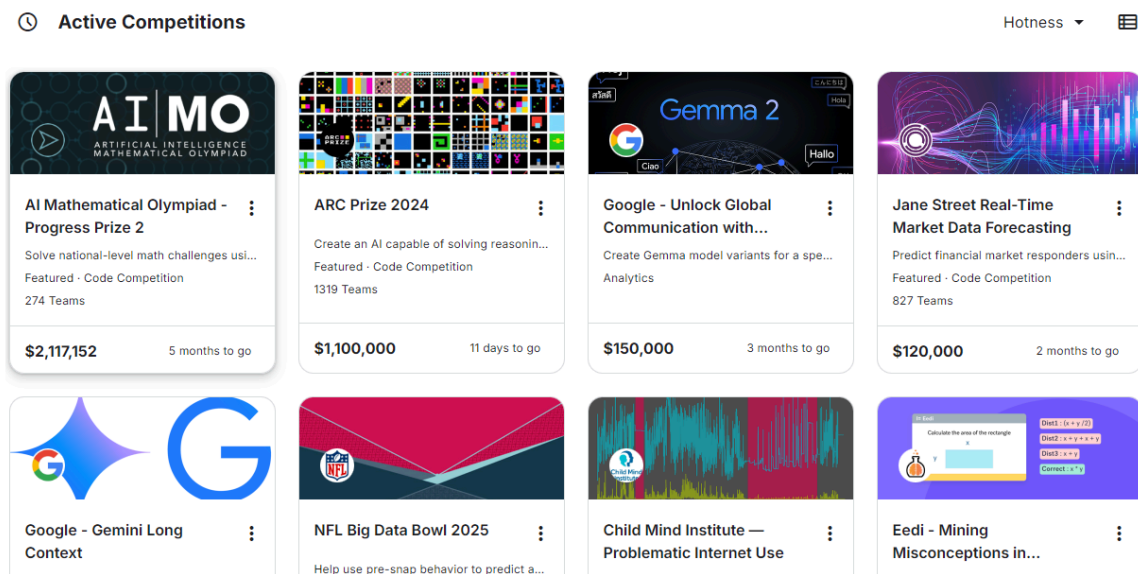 Active Competitions
Hotness
AI|MO
ARTIFICIAL INTELLIGENCE
MATHEMATICAL OLYMPIAD
AI Mathematical Olympiad -
Progress Prize 2
Solve national-level math challenges usi...
Featured · Code Competition
274 Teams
$2,117,152
5 months to go
ARC
PRIZE
ARC Prize 2024
Create an AI capable of solving reasonin...
Featured · Code Competition
1319 Teams
$1,100,000
11 days to go
สวัสดี
こんにちは
Hola
Gemma 2
Ciao
Hallo
Google - Unlock Global
Communication with...
Create Gemma model variants for a spe...
Analytics
$150,000
3 months to go
Jane Street Real-Time
Market Data Forecasting
Predict financial market responders usin...
Featured · Code Competition
827 Teams
$120,000
2 months to go
Google - Gemini Long
Context
NFL
NFL Big Data Bowl 2025
Help use pre-snap behavior to predict a...
Child Mind
Institute
Child Mind Institute —
Problematic Internet Use
Eedi
Calculate the area of the rectangle
x
y
Dist1 : (x + y /2)
Dist2 : x + y + x + y
Dist3 : x + y
Correct : x * y
Eedi - Mining
Misconceptions in...